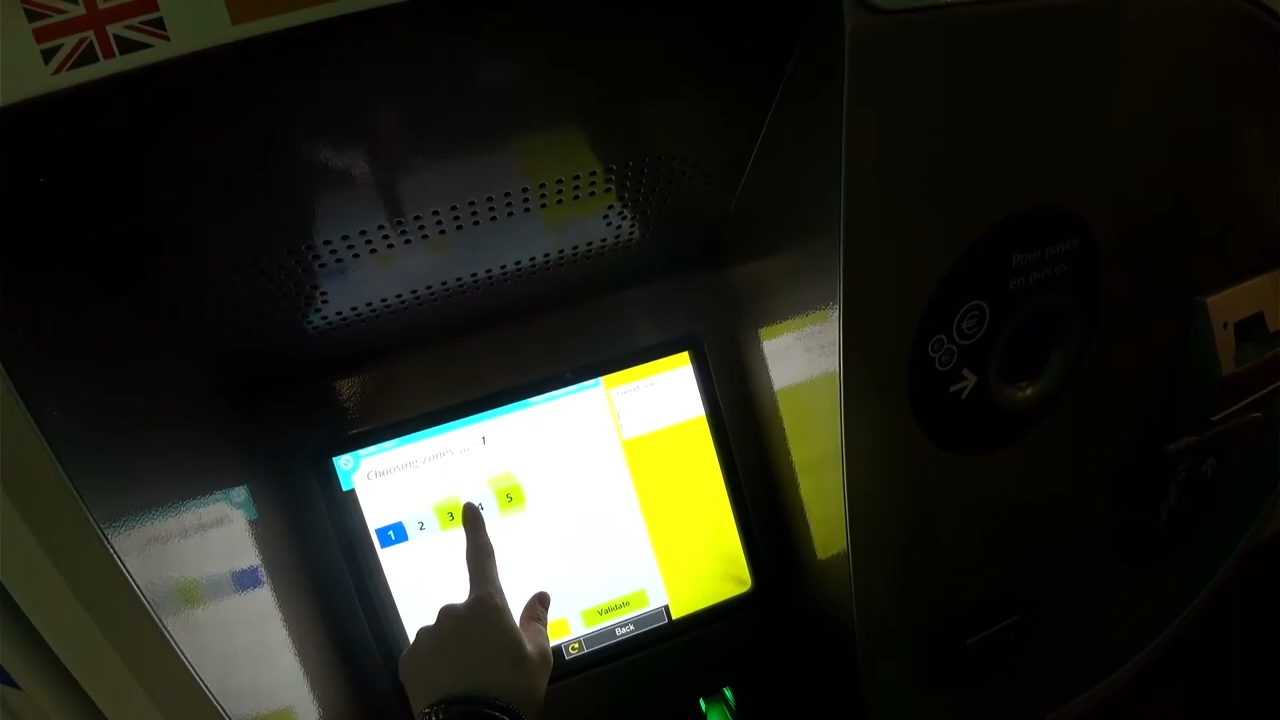 Pour payer
en pièces
€
Choosing zones
1
1 2 3 4 5
Validate
Back